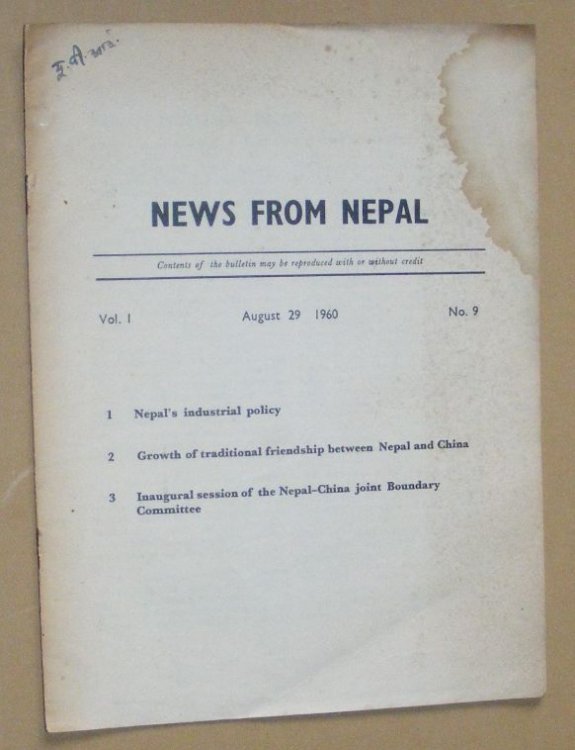 NEWS FROM NEPAL
Contents of the bulletin may be reproduced with or without credit
Vol. I August 29 1960 No. 9
1 Nepal's industrial policy
2 Growth of traditional friendship between Nepal and China
3 Inaugural session of the Nepal–China joint Boundary
Committee